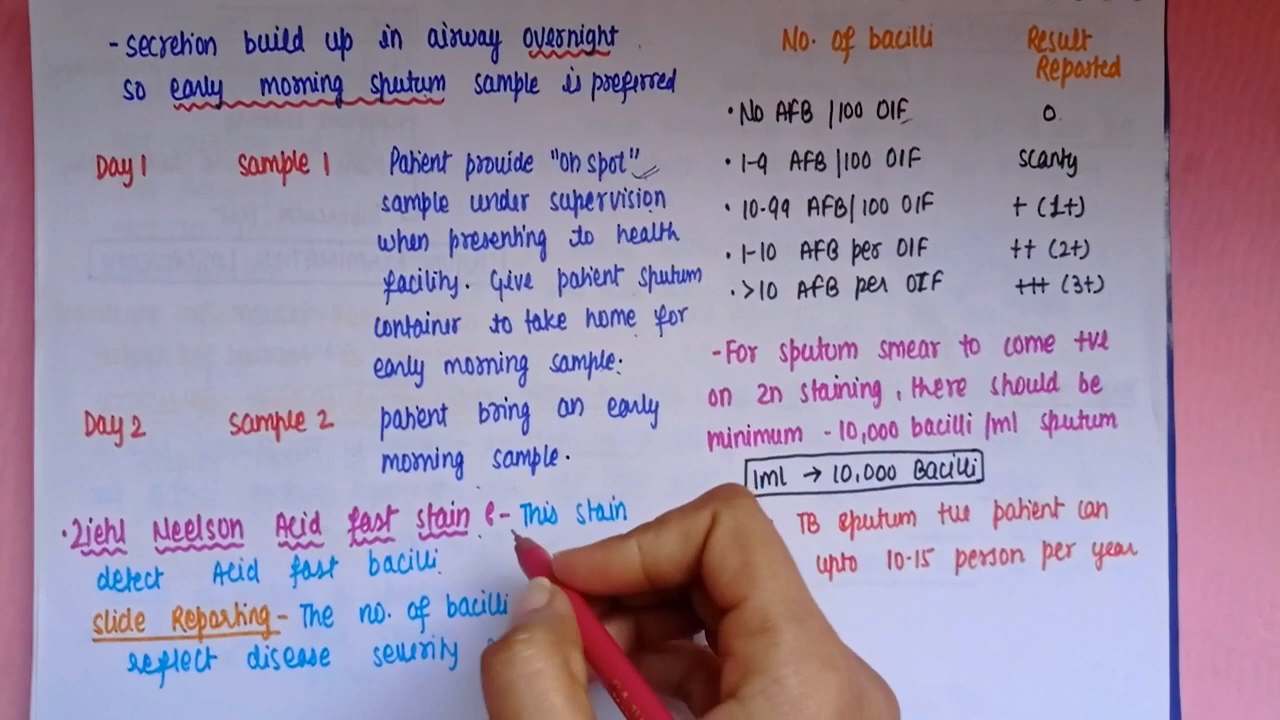 - secretion build up in airway overnight
so early morning sputum sample is preferred
Day 1 sample 1 Patient provide "on spot"
sample under supervision
when presenting to health
facility. Give patient sputum
container to take home for
early morning sample.
Day 2 sample 2 patient bring an early
morning sample.
• Ziehl Neelson Acid fast stain :- This stain
detect Acid fast bacilli
Slide Reporting - The no. of bacilli
reflect disease severity
No. of bacilli Result
Reported
• No AFB / 100 OIF 0
• 1-9 AFB / 100 OIF scanty
• 10-99 AFB / 100 OIF + (1+)
• 1-10 AFB per OIF ++ (2+)
• >10 AFB per OIF +++ (3+)
- For sputum smear to come +ve
on Zn staining, there should be
minimum - 10,000 bacilli /ml sputum
1ml → 10,000 Bacilli
TB sputum +ve patient can
upto 10-15 person per year